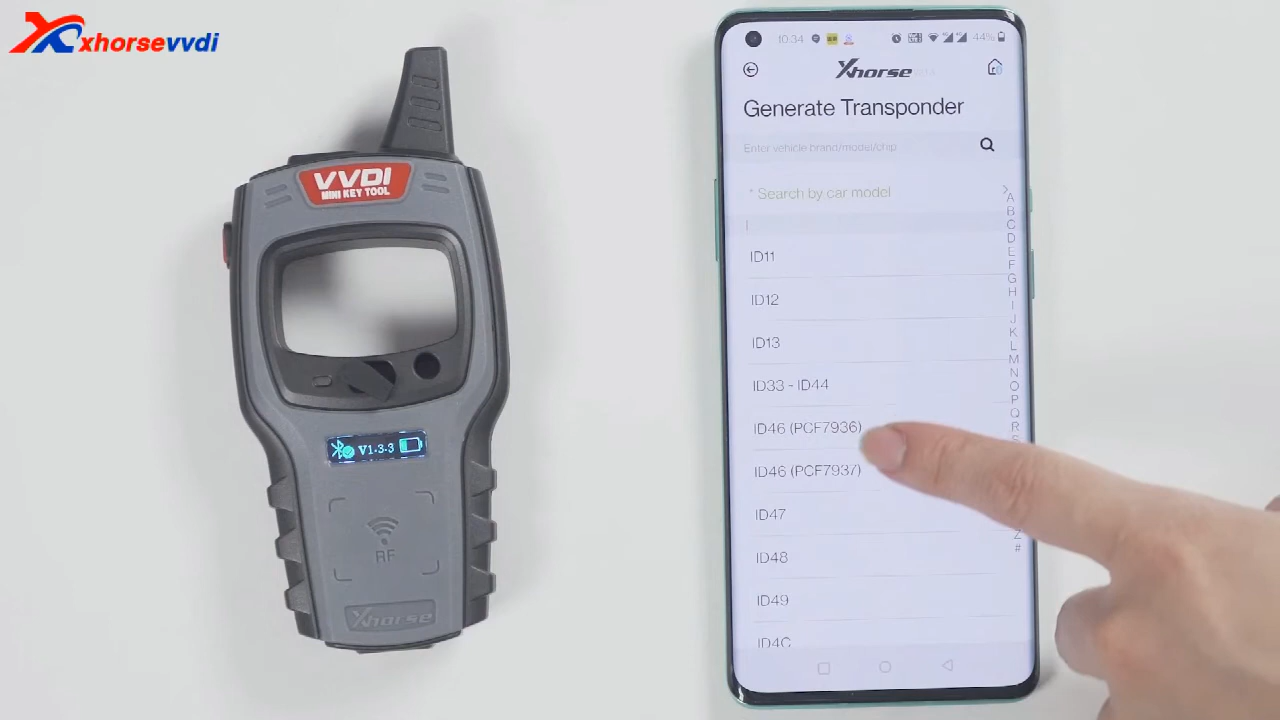 xhorsevvdi
VVDI
MINI KEY TOOL
V1-3-3
RF
Xhorse
10:34
44%
Xhorse
Generate Transponder
Enter vehicle brand/model/chip
* Search by car model
I
ID11
ID12
ID13
ID33 - ID44
ID46 (PCF7936)
ID46 (PCF7937)
ID47
ID48
ID49
ID4C
A
B
C
D
E
F
G
H
I
J
K
L
M
N
O
P
Q
R
S
Z
#